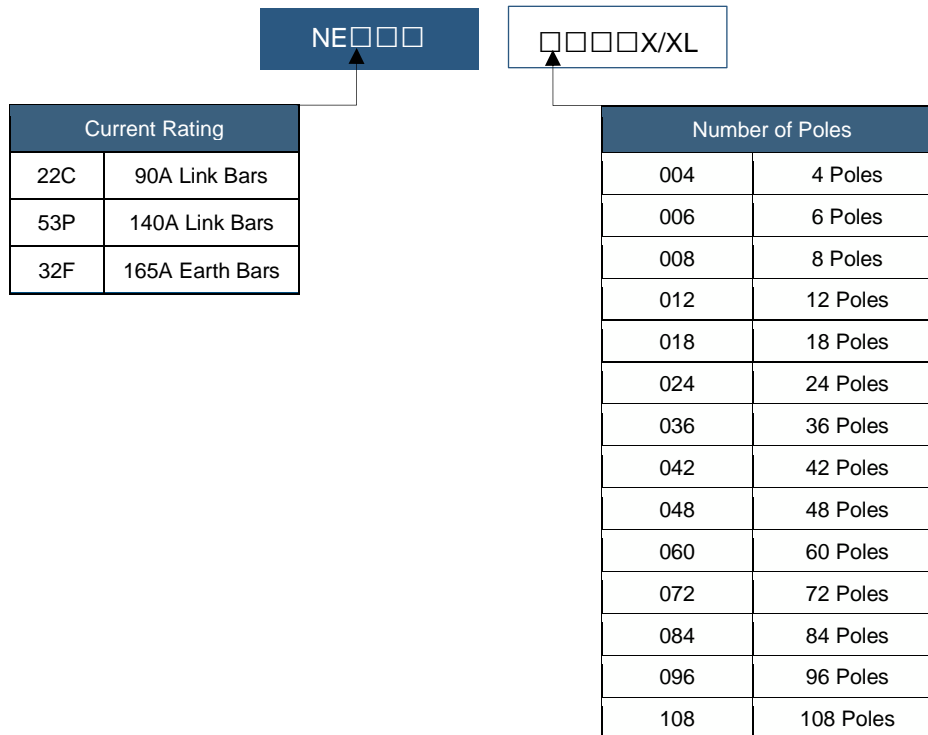 NE□□□
□□□□X/XL
Current Rating
22C 90A Link Bars
53P 140A Link Bars
32F 165A Earth Bars
Number of Poles
004 4 Poles
006 6 Poles
008 8 Poles
012 12 Poles
018 18 Poles
024 24 Poles
036 36 Poles
042 42 Poles
048 48 Poles
060 60 Poles
072 72 Poles
084 84 Poles
096 96 Poles
108 108 Poles